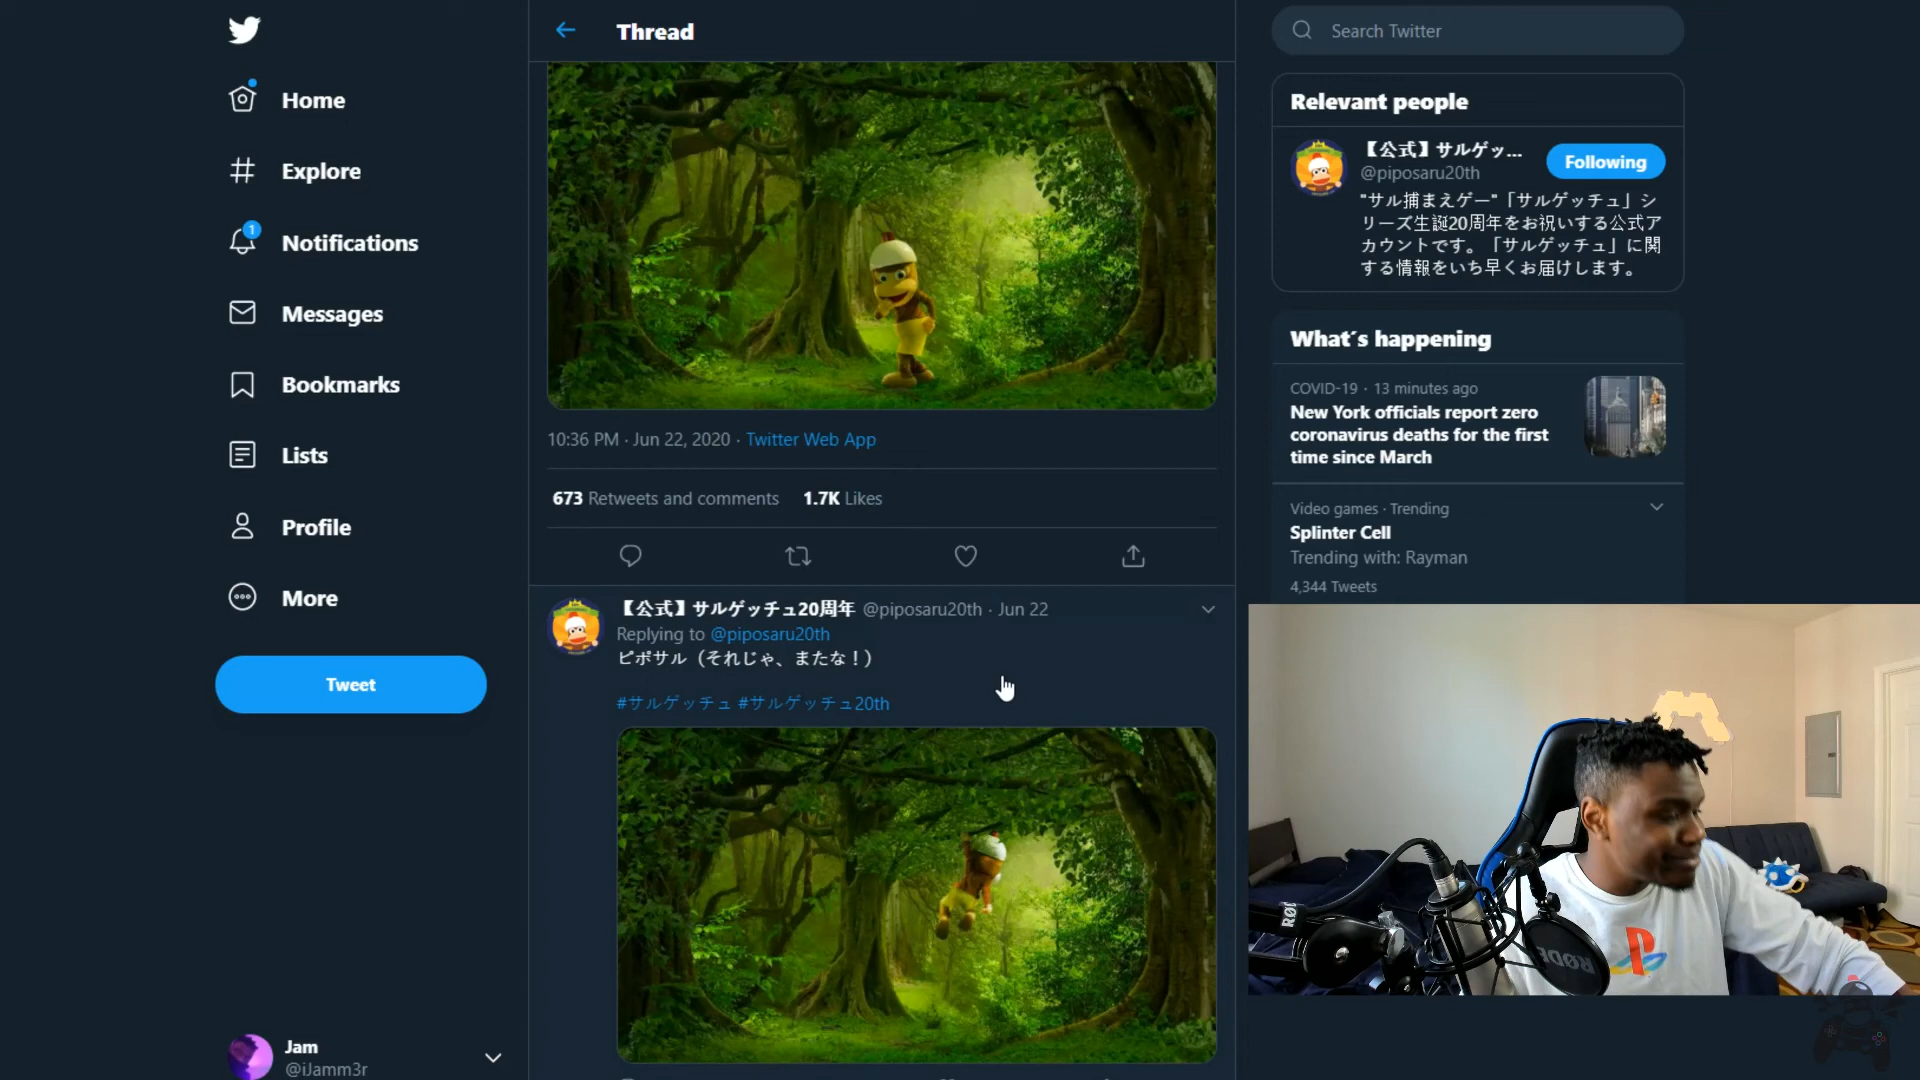 Home
Explore
1
Notifications
Messages
Bookmarks
Lists
Profile
More
Tweet
Jam
@iJamm3r
Thread
10:36 PM · Jun 22, 2020 · Twitter Web App
673 Retweets and comments 1.7K Likes
【公式】サルゲッチュ20周年 @piposaru20th · Jun 22
Replying to @piposaru20th
ピポサル（それじゃ、またな！）
#サルゲッチュ #サルゲッチュ20th
Search Twitter
Relevant people
【公式】サルゲッ...
@piposaru20th
Following
"サル捕まえゲー"「サルゲッチュ」シ
リーズ生誕20周年をお祝いする公式ア
カウントです。「サルゲッチュ」に関
する情報をいち早くお届けします。
What´s happening
COVID-19 · 13 minutes ago
New York officials report zero
coronavirus deaths for the first
time since March
Video games · Trending
Splinter Cell
Trending with: Rayman
4,344 Tweets
RØDE